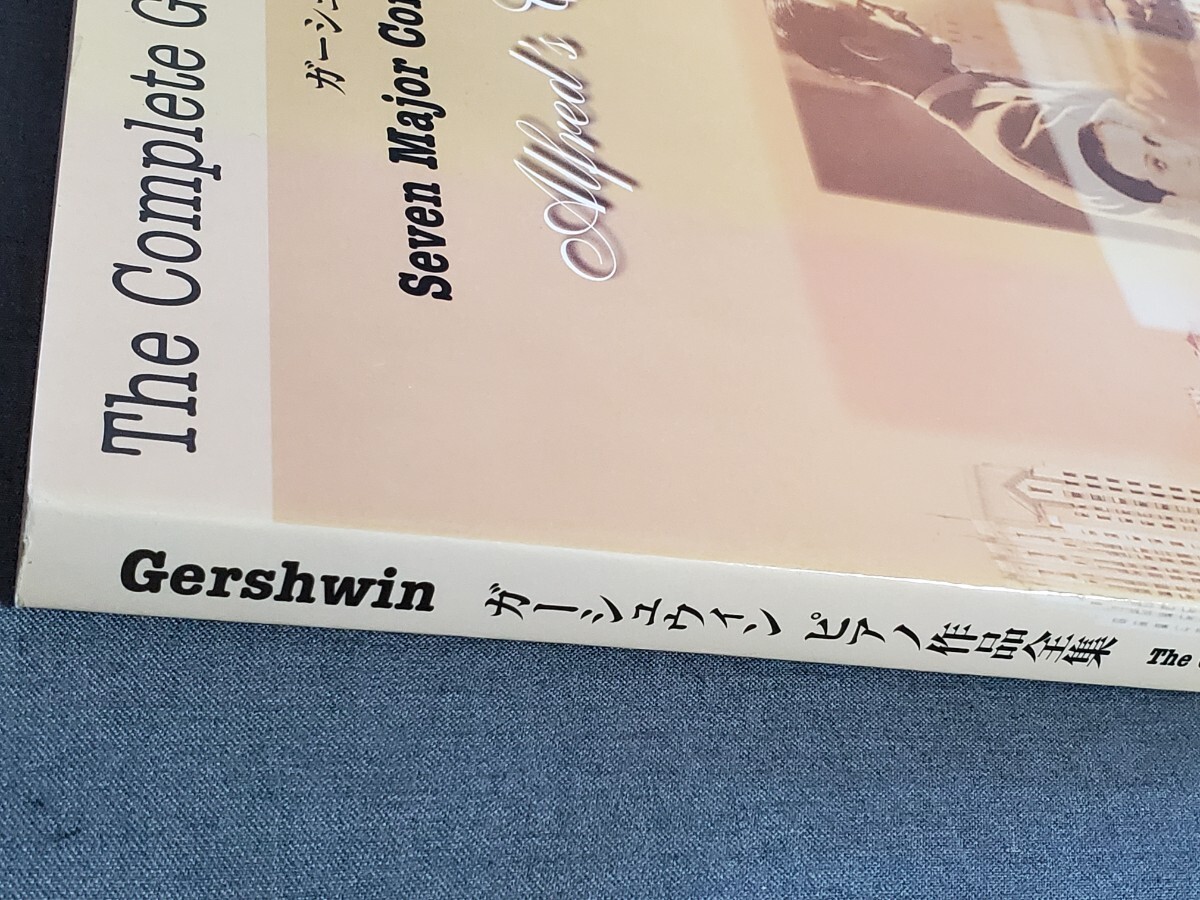 The Complete G
ガーシュ
Seven Major Co
Alfred's
Gershwin ガーシュウィン ピアノ作品全集 The